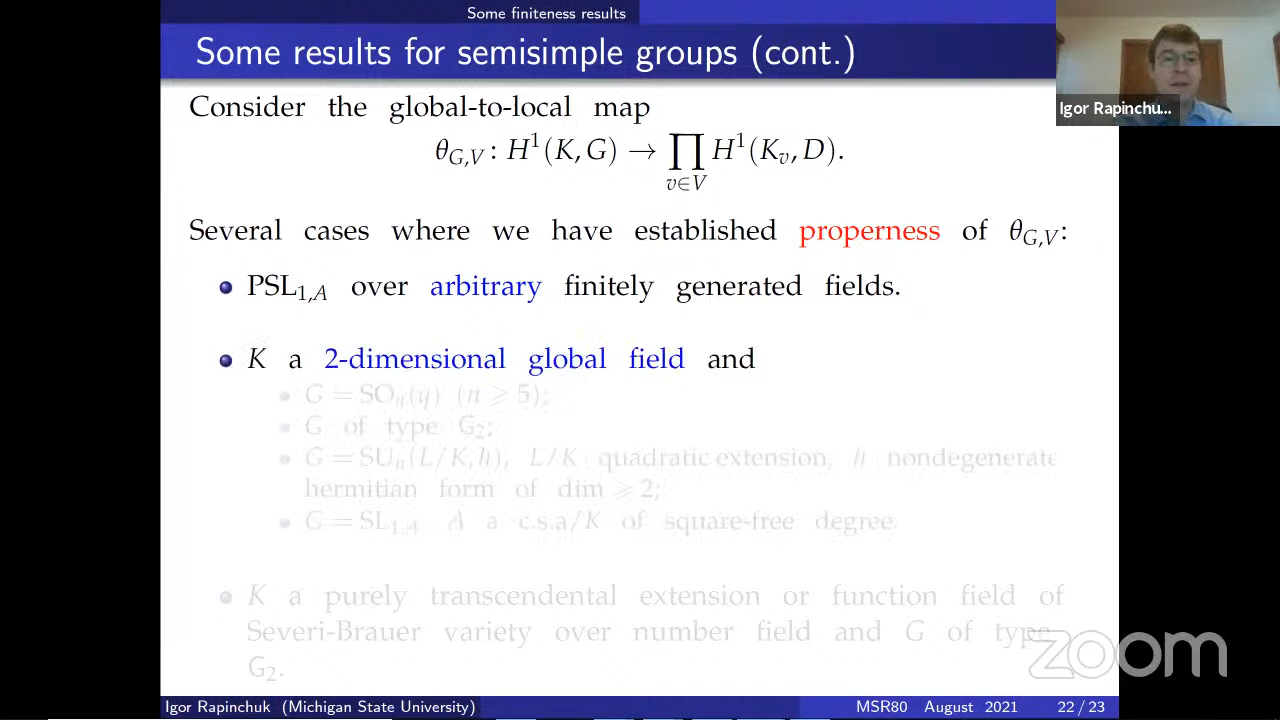 Some finiteness results
Some results for semisimple groups (cont.)
Igor Rapinchu...
Consider the global-to-local map
θ_{G,V} : H¹(K, G) → ∏_{v∈V} H¹(K_v, D).
Several cases where we have established properness of θ_{G,V}:
PSL_{1,A} over arbitrary finitely generated fields.
K a 2-dimensional global field and
G = SO_n(q) (n ⩾ 5);
G of type G₂;
G = SU_n(L/K, h), L/K quadratic extension, h nondegenerate
hermitian form of dim ⩾ 2;
G = SL_{1,A} A a c.s.a/K of square-free degree
K a purely transcendental extension or function field of
Severi-Brauer variety over number field and G of type
G₂.
zoom
Igor Rapinchuk (Michigan State University) MSR80 August 2021 22 / 23